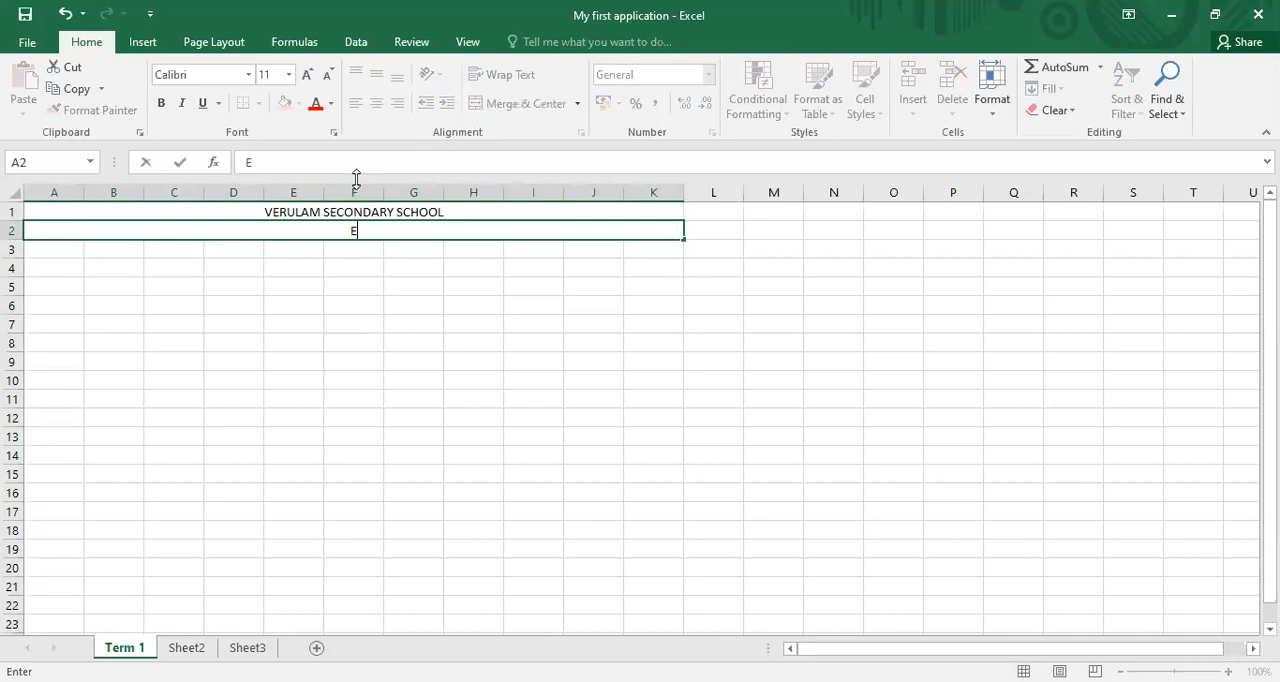 My first application - Excel
File Home Insert Page Layout Formulas Data Review View Tell me what you want to do... Share
Paste Cut Copy Format Painter Clipboard
Calibri 11 A A B I U A Font
Wrap Text Merge & Center Alignment
General % , .0 .00 .00 .0 Number
Conditional Formatting Format as Table Cell Styles Styles
Insert Delete Format Cells
AutoSum Fill Clear Sort & Filter Find & Select Editing
A2 fx E
A B C D E F G H I J K L M N O P Q R S T U
1 VERULAM SECONDARY SCHOOL
2 E
3
4
5
6
7
8
9
10
11
12
13
14
15
16
17
18
19
20
21
22
23
Term 1 Sheet2 Sheet3
Enter 100%